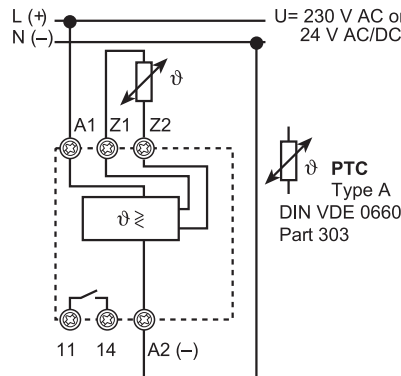 L (+)
N (–)
U= 230 V AC or
24 V AC/DC
ϑ
A1 Z1 Z2
ϑ PTC
Type A
DIN VDE 0660
Part 303
ϑ ≷
11 14 A2 (–)